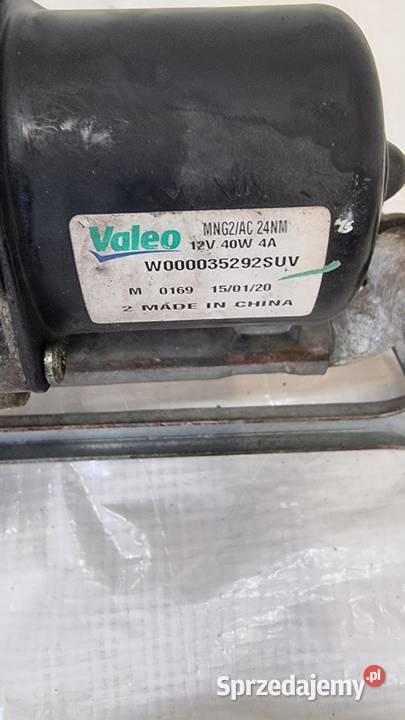 Valeo MNG2/AC 24NM
12V 40W 4A
W000035292SUV
M 0169 15/01/20
2 MADE IN CHINA
Sprzedajemy.pl